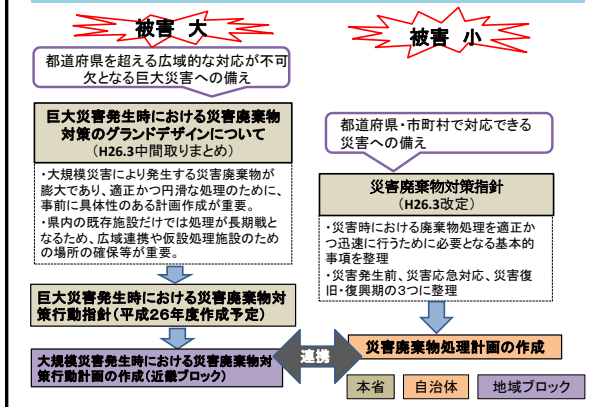 被害 大
都道府県を超える広域的な対応が不可
欠となる巨大災害への備え
巨大災害発生時における災害廃棄物
対策のグランドデザインについて
(H26.3中間取りまとめ)
・大規模災害により発生する災害廃棄物が
膨大であり、適正かつ円滑な処理のために、
事前に具体性のある計画作成が重要。
・県内の既存施設だけでは処理が長期戦と
なるため、広域連携や仮設処理施設のため
の場所の確保等が重要。
巨大災害発生時における災害廃棄物対
策行動指針(平成26年度作成予定)
大規模災害発生時における災害廃棄物対
策行動計画の作成(近畿ブロック)
連携
被害 小
都道府県・市町村で対応できる
災害への備え
災害廃棄物対策指針
(H26.3改定)
・災害時における廃棄物処理を適正か
つ迅速に行うために必要となる基本的
事項を整理
・災害発生前、災害応急対応、災害復
旧・復興期の3つに整理
災害廃棄物処理計画の作成
本省
自治体
地域ブロック